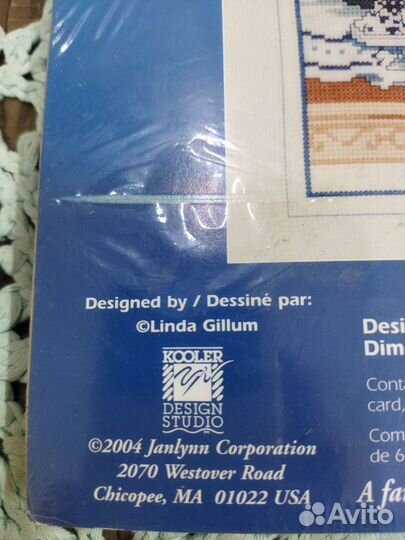 Designed by / Dessiné par:
©Linda Gillum
KOOLER
DESIGN
STUDIO
©2004 Janlynn Corporation
2070 Westover Road
Chicopee, MA 01022 USA
Desi
Dim
Conta
card,
Com
de 6
A fa
Avito